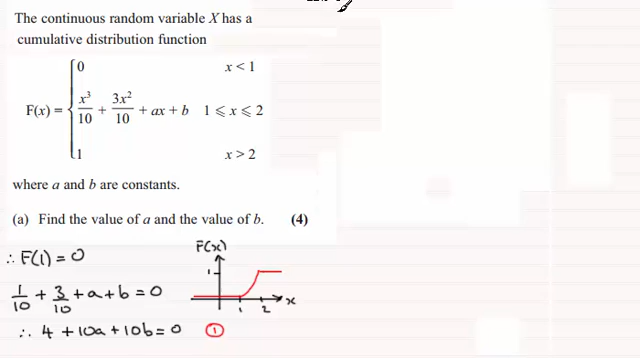 The continuous random variable X has a
cumulative distribution function
F(x) = { 0 x < 1
x³/10 + 3x²/10 + ax + b 1 ⩽ x ⩽ 2
1 x > 2
where a and b are constants.
(a) Find the value of a and the value of b. (4)
∴ F(1) = 0
1/10 + 3/10 + a + b = 0
∴ 4 + 10a + 10b = 0 ①
F(x)
1
1 2 x